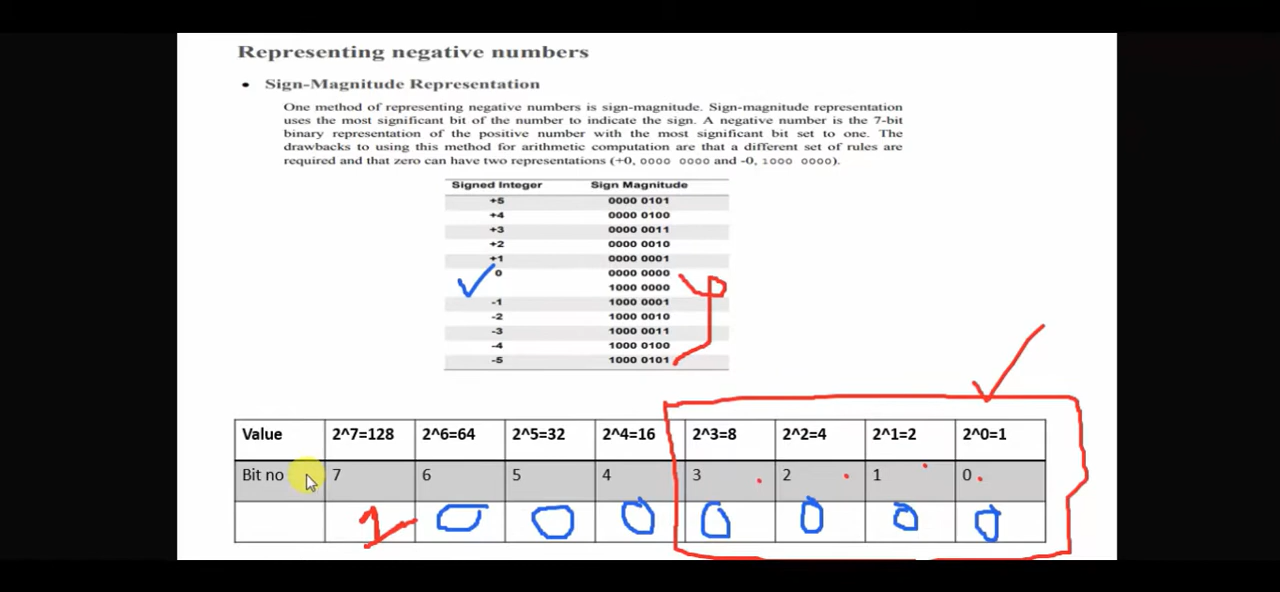 Representing negative numbers
• Sign-Magnitude Representation
One method of representing negative numbers is sign-magnitude. Sign-magnitude representation
uses the most significant bit of the number to indicate the sign. A negative number is the 7-bit
binary representation of the positive number with the most significant bit set to one. The
drawbacks to using this method for arithmetic computation are that a different set of rules are
required and that zero can have two representations (+0, 0000 0000 and -0, 1000 0000).
Signed Integer Sign Magnitude
+5 0000 0101
+4 0000 0100
+3 0000 0011
+2 0000 0010
+1 0000 0001
0 0000 0000
1000 0000
-1 1000 0001
-2 1000 0010
-3 1000 0011
-4 1000 0100
-5 1000 0101
Value 2^7=128 2^6=64 2^5=32 2^4=16 2^3=8 2^2=4 2^1=2 2^0=1
Bit no 7 6 5 4 3 2 1 0
0 0 0 0 0 0 0